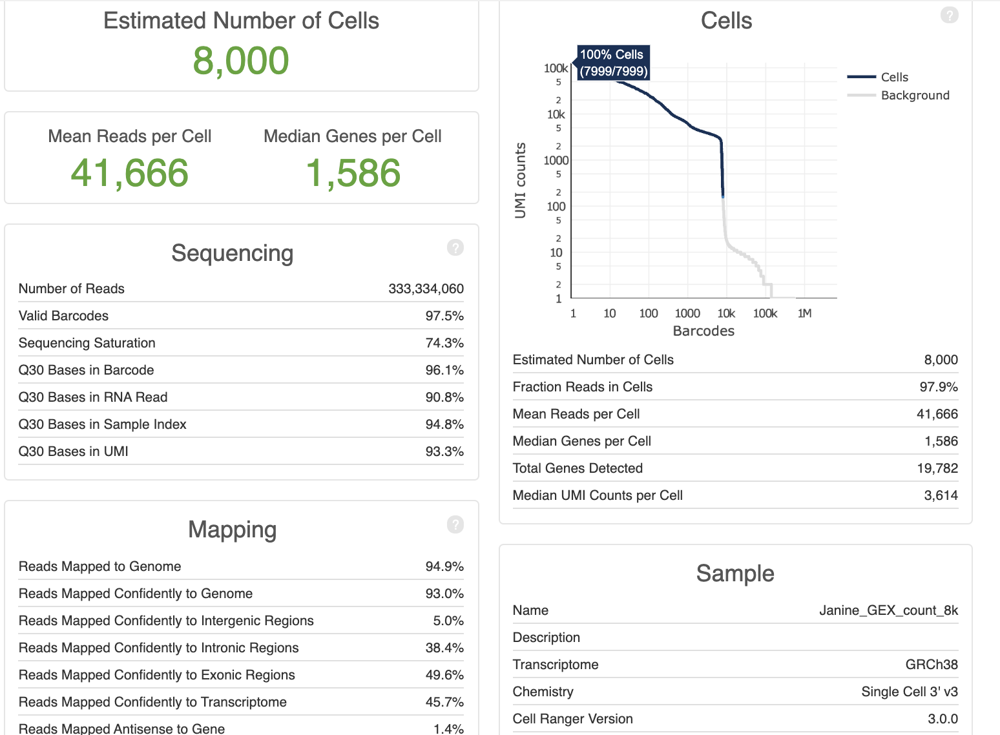 Estimated Number of Cells
8,000
Mean Reads per Cell
Median Genes per Cell
41,666
1,586
Sequencing
?
Number of Reads 333,334,060
Valid Barcodes 97.5%
Sequencing Saturation 74.3%
Q30 Bases in Barcode 96.1%
Q30 Bases in RNA Read 90.8%
Q30 Bases in Sample Index 94.8%
Q30 Bases in UMI 93.3%
Mapping
?
Reads Mapped to Genome 94.9%
Reads Mapped Confidently to Genome 93.0%
Reads Mapped Confidently to Intergenic Regions 5.0%
Reads Mapped Confidently to Intronic Regions 38.4%
Reads Mapped Confidently to Exonic Regions 49.6%
Reads Mapped Confidently to Transcriptome 45.7%
Reads Mapped Antisense to Gene 1.4%
Cells
?
100% Cells
(7999/7999)
100k
5
2
10k
5
2
1000
5
2
100
5
2
10
5
2
1
UMI counts
1 10 100 1000 10k 100k 1M
Barcodes
Cells
Background
Estimated Number of Cells 8,000
Fraction Reads in Cells 97.9%
Mean Reads per Cell 41,666
Median Genes per Cell 1,586
Total Genes Detected 19,782
Median UMI Counts per Cell 3,614
Sample
Name Janine_GEX_count_8k
Description
Transcriptome GRCh38
Chemistry Single Cell 3' v3
Cell Ranger Version 3.0.0